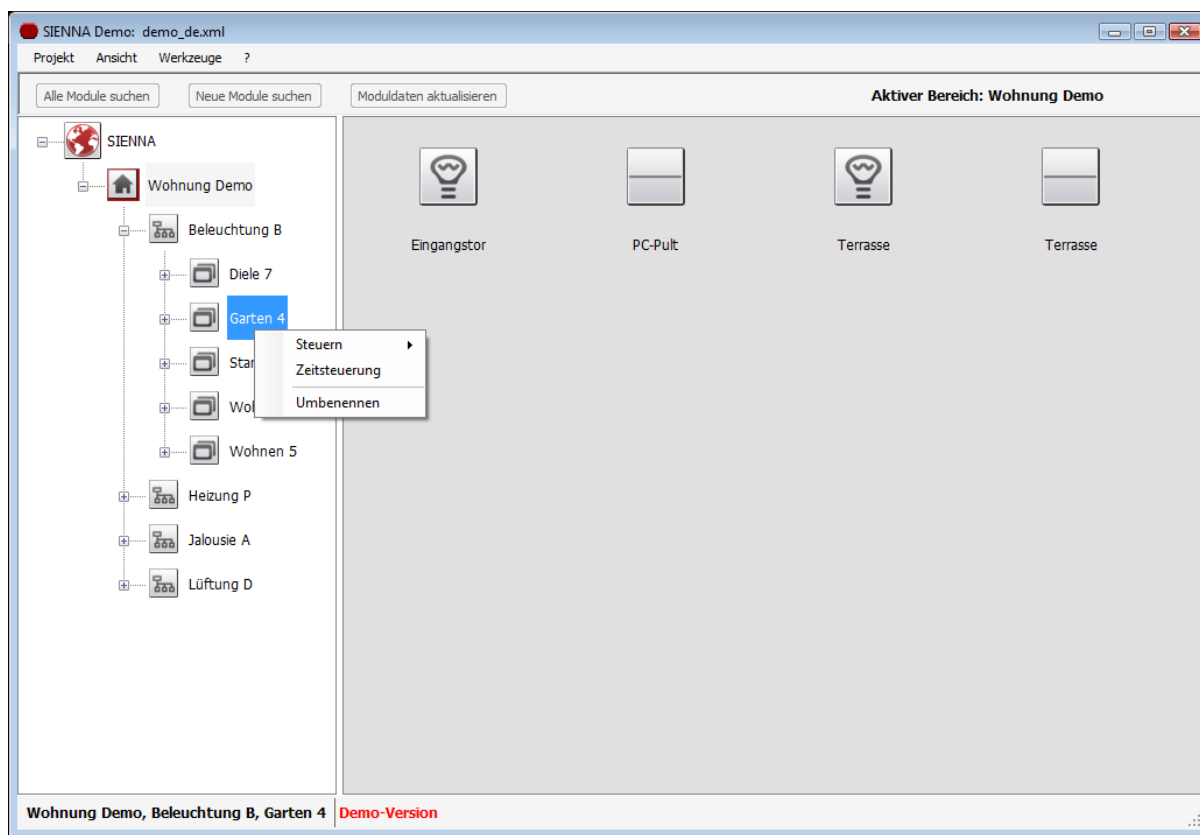 SIENNA Demo: demo_de.xml
Projekt Ansicht Werkzeuge ?
Alle Module suchen Neue Module suchen Moduldaten aktualisieren Aktiver Bereich: Wohnung Demo
SIENNA
Wohnung Demo
Beleuchtung B
Diele 7
Garten 4
Wohnen 5
Heizung P
Jalousie A
Lüftung D
Steuern
Zeitsteuerung
Umbenennen
Eingangstor PC-Pult Terrasse Terrasse
Wohnung Demo, Beleuchtung B, Garten 4 Demo-Version